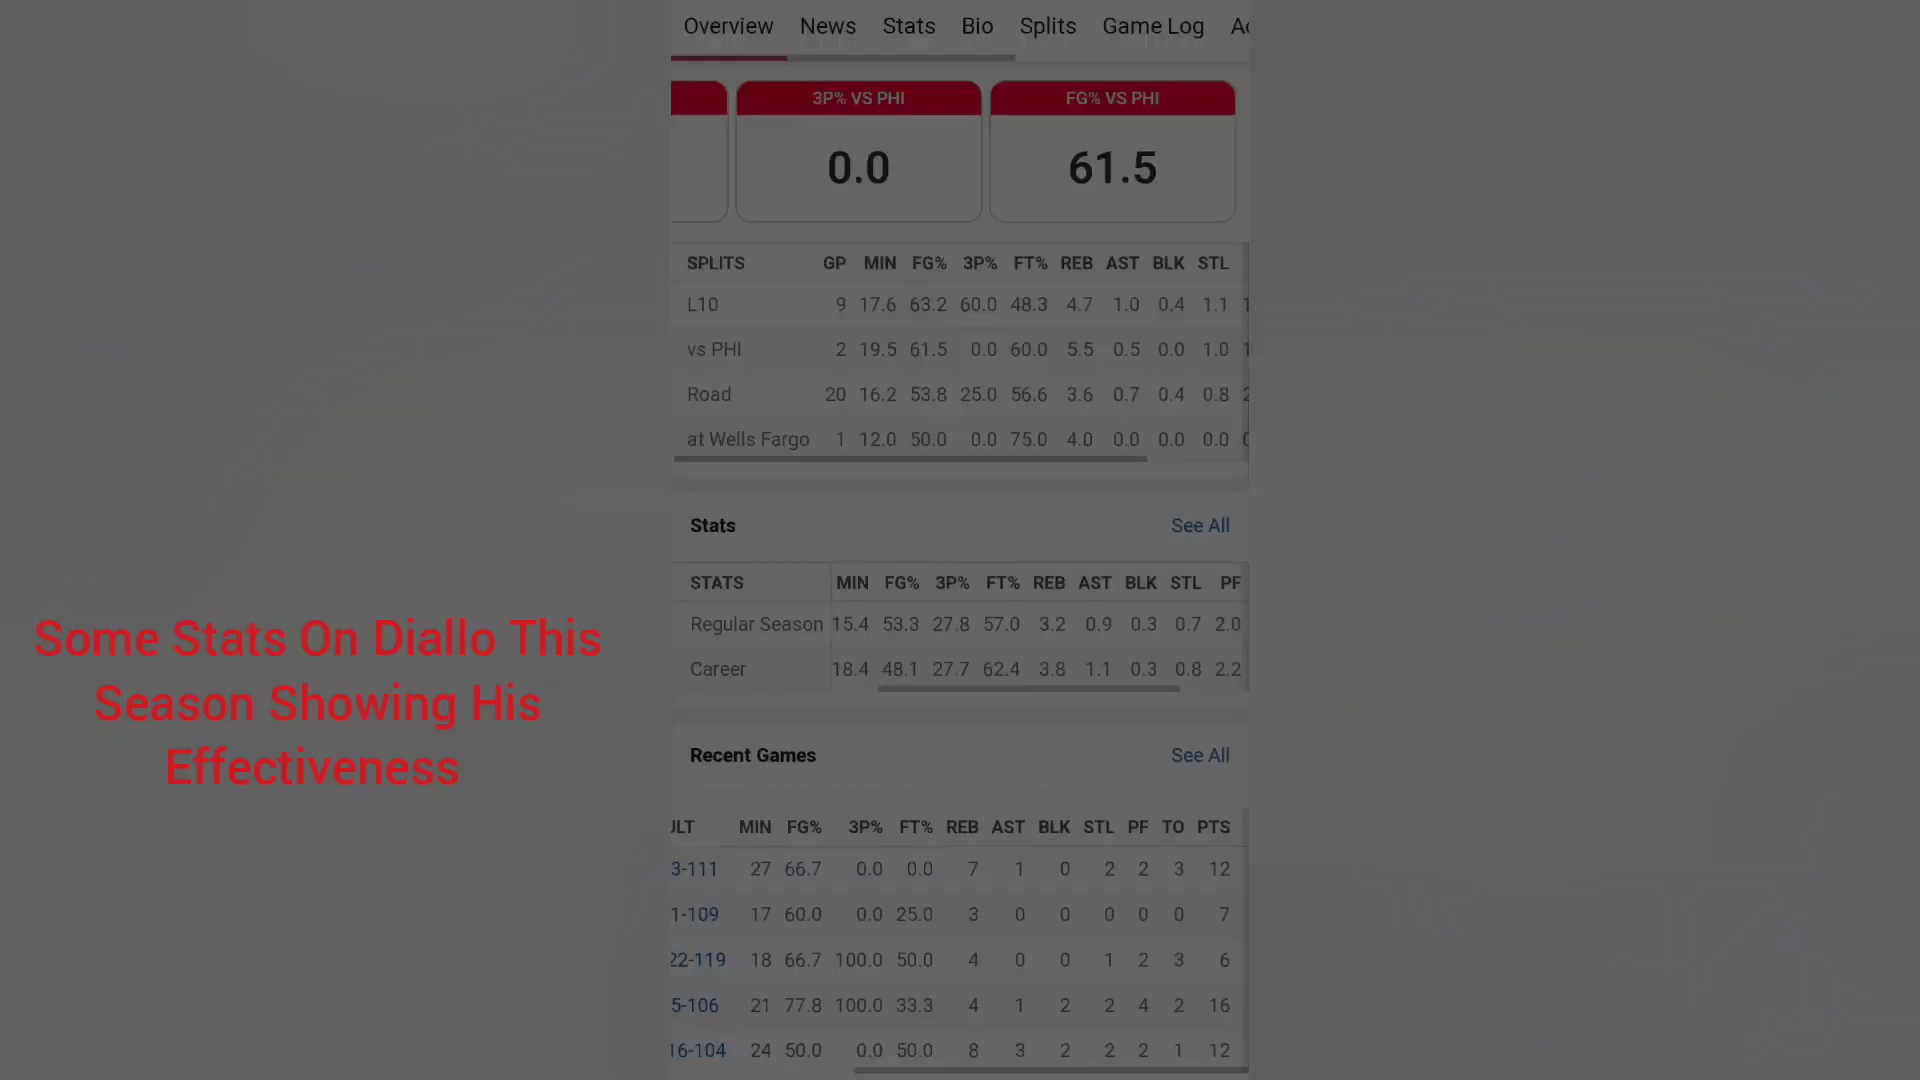 Overview News Stats Bio Splits Game Log
3P% VS PHI FG% VS PHI
0.0 61.5
SPLITS GP MIN FG% 3P% FT% REB AST BLK STL
L10 9 17.6 63.2 60.0 48.3 4.7 1.0 0.4 1.1
vs PHI 2 19.5 61.5 0.0 60.0 5.5 0.5 0.0 1.0
Road 20 16.2 53.8 25.0 56.6 3.6 0.7 0.4 0.8
at Wells Fargo 1 12.0 50.0 0.0 75.0 4.0 0.0 0.0 0.0
Stats See All
STATS MIN FG% 3P% FT% REB AST BLK STL PF
Regular Season 15.4 53.3 27.8 57.0 3.2 0.9 0.3 0.7 2.0
Career 18.4 48.1 27.7 62.4 3.8 1.1 0.3 0.8 2.2
Some Stats On Diallo This
Season Showing His
Effectiveness
Recent Games See All
MIN FG% 3P% FT% REB AST BLK STL PF TO PTS
3-111 27 66.7 0.0 0.0 7 1 0 2 2 3 12
1-109 17 60.0 0.0 25.0 3 0 0 0 0 0 7
22-119 18 66.7 100.0 50.0 4 0 0 1 2 3 6
5-106 21 77.8 100.0 33.3 4 1 2 2 4 2 16
16-104 24 50.0 0.0 50.0 8 3 2 2 2 1 12